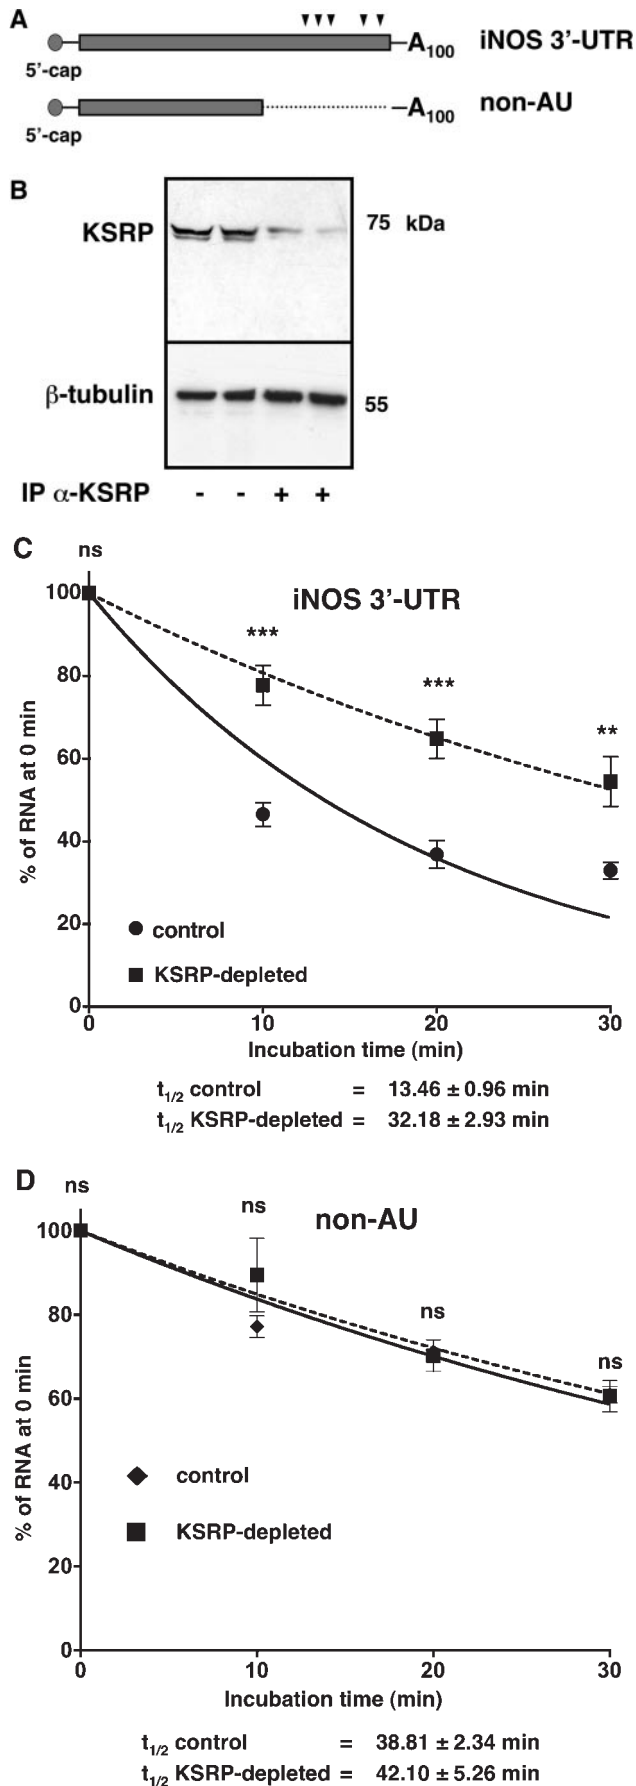 A
A100 iNOS 3'-UTR
5'-cap
A100 non-AU
5'-cap
B
KSRP
75 kDa
β-tubulin
55
IP α-KSRP - - + +
C
ns
iNOS 3'-UTR
100
80
60
40
20
0
***
***
**
% of RNA at 0 min
control
KSRP-depleted
0 10 20 30
Incubation time (min)
t1/2 control = 13.46 ± 0.96 min
t1/2 KSRP-depleted = 32.18 ± 2.93 min
D
ns
ns
non-AU
100
80
60
40
20
0
ns
ns
% of RNA at 0 min
control
KSRP-depleted
0 10 20 30
Incubation time (min)
t1/2 control = 38.81 ± 2.34 min
t1/2 KSRP-depleted = 42.10 ± 5.26 min